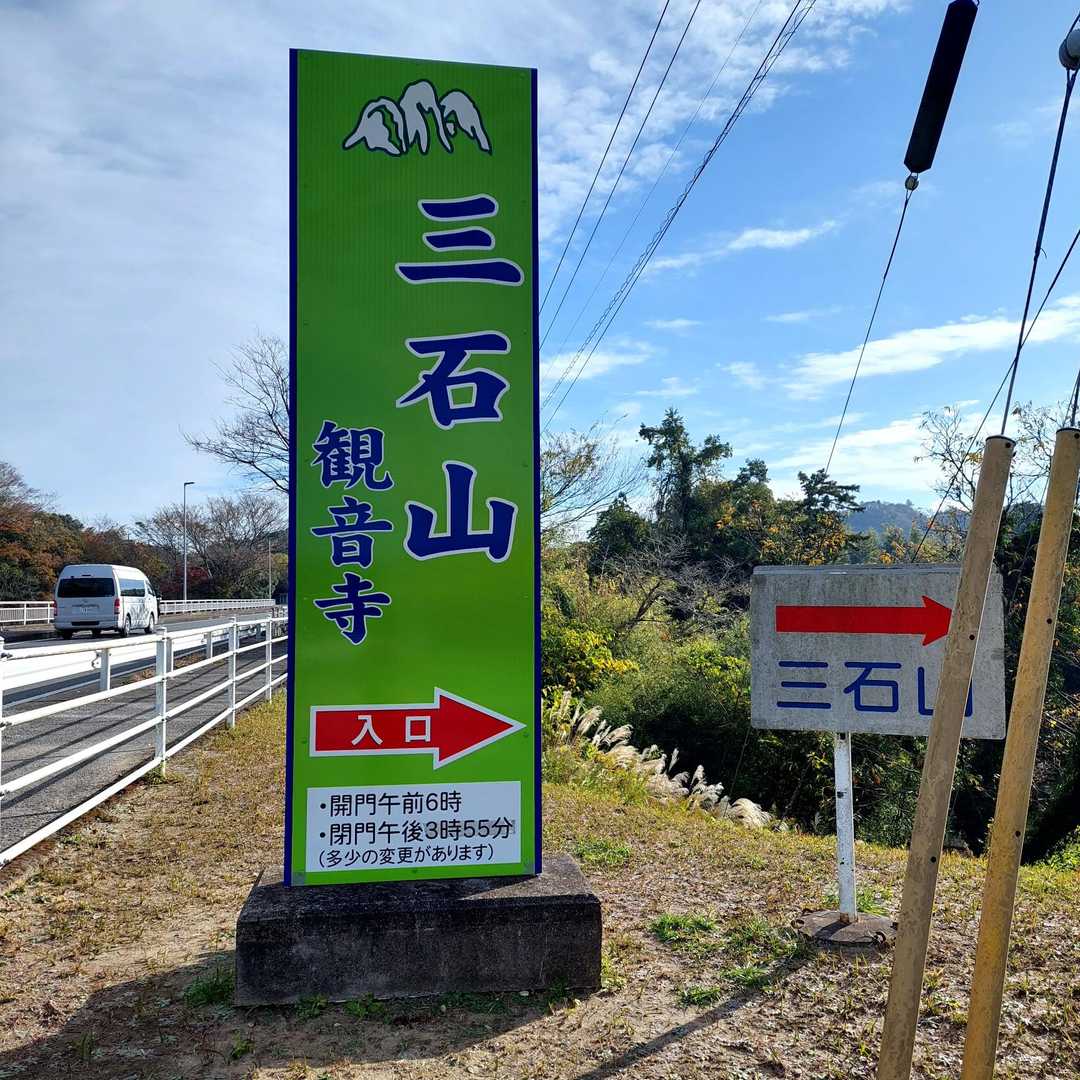 三石山
観音寺
入口
・開門午前6時
・閉門午後3時55分
(多少の変更があります)
三石山